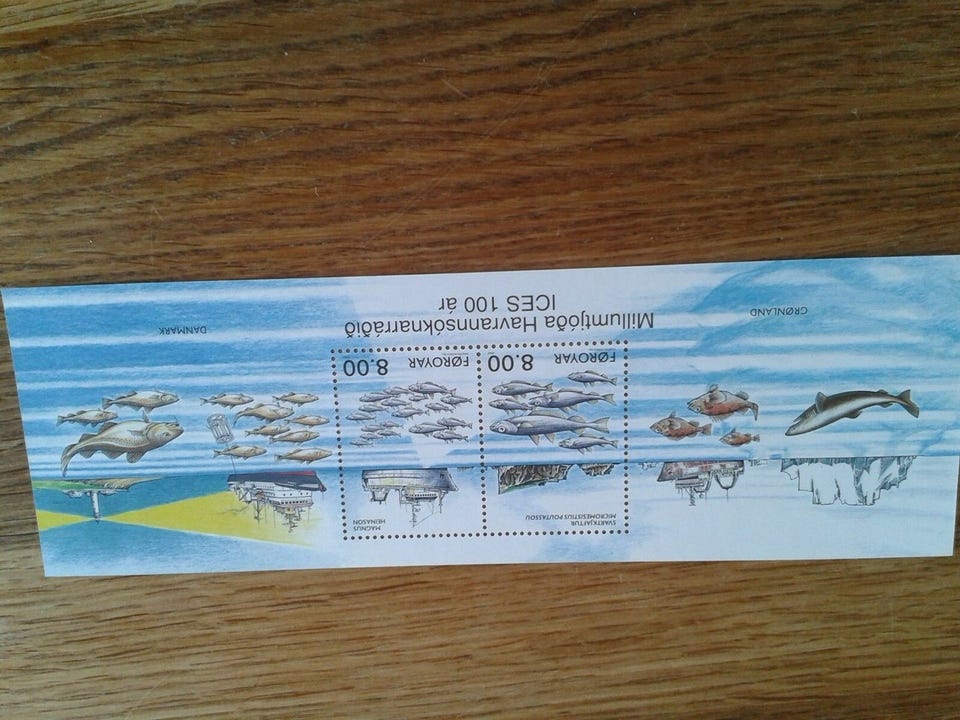 SVARTKJAFTUR
MICROMESISTIUS POUTASSOU
MAGNUS
HEINASON
FØROYAR 8.00
FØROYAR 8.00
GRØNLAND
Millumtjóða Havrannsóknarráðið
ICES 100 ár
DANMARK